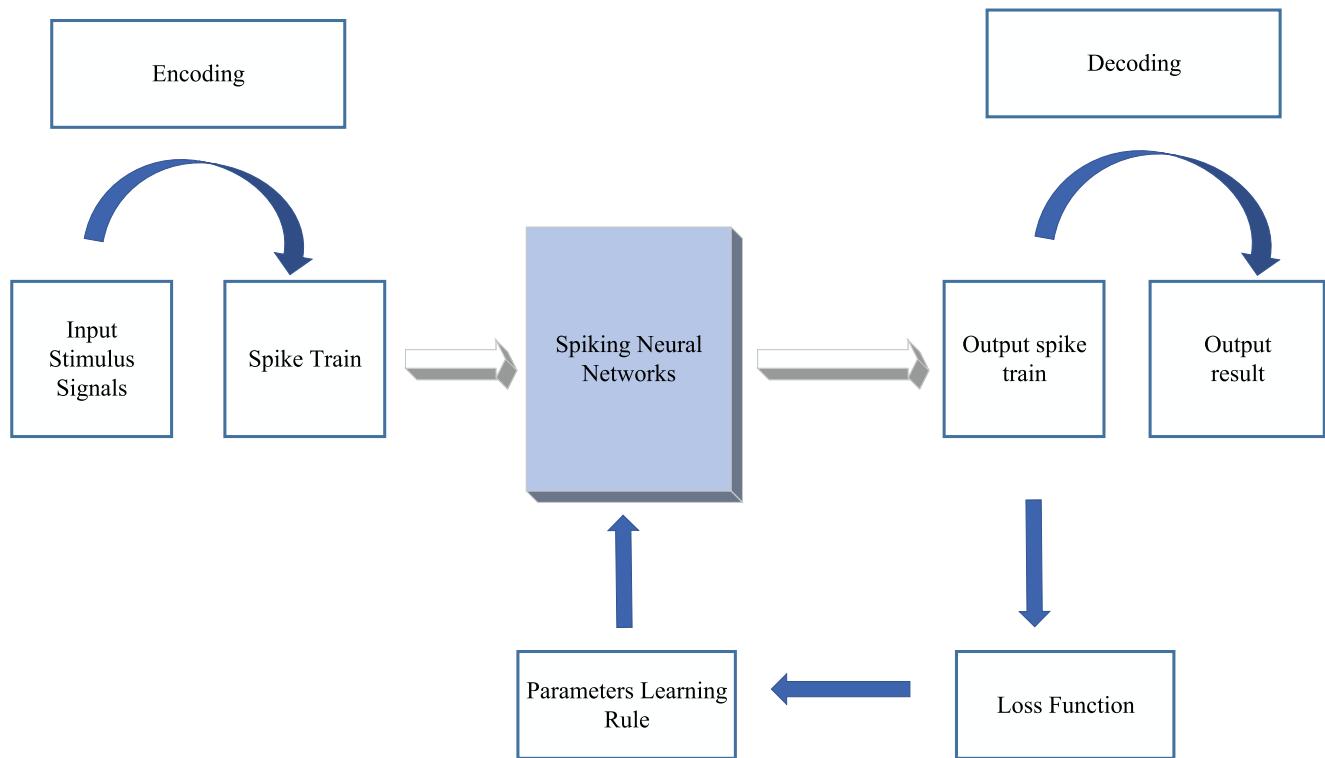 Encoding
Decoding
Input
Stimulus
Signals
Spike Train
Spiking Neural
Networks
Output spike
train
Output
result
Parameters Learning
Rule
Loss Function